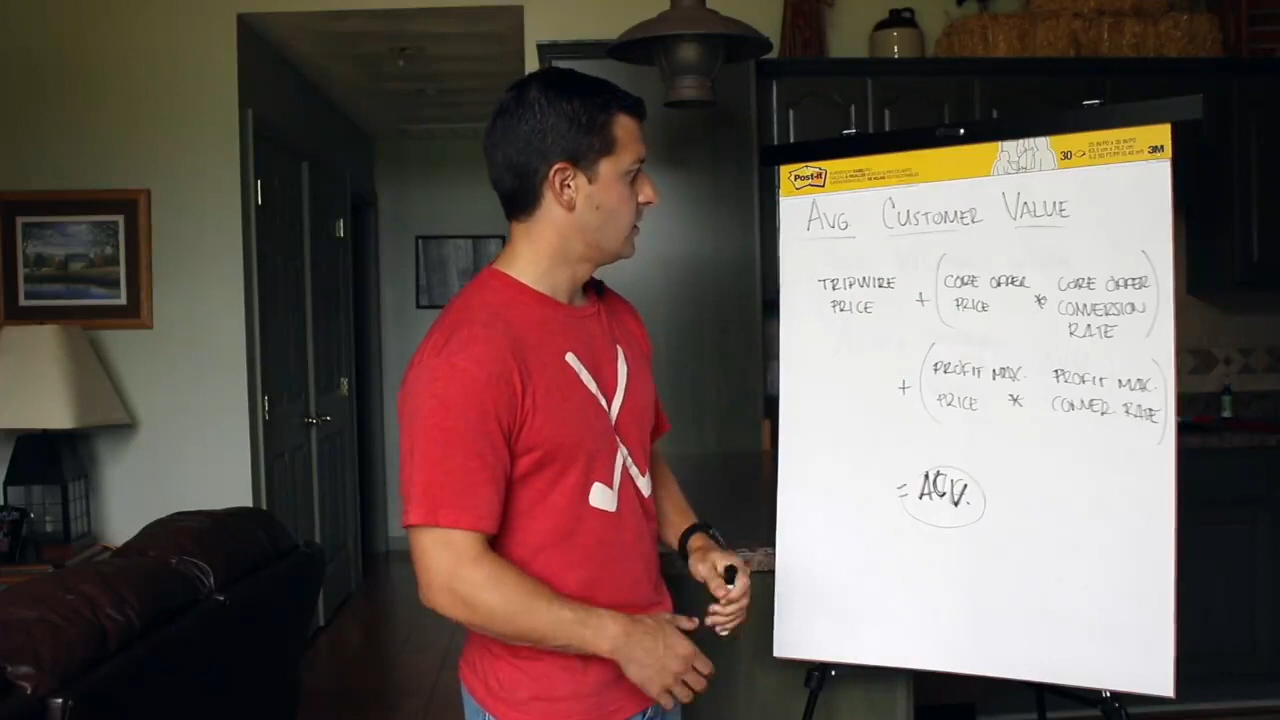 Post-it
30
3M
AVG. CUSTOMER VALUE
TRIPWIRE PRICE + (CORE OFFER PRICE * CORE OFFER CONVERSION RATE)
+ (PROFIT MAX. PRICE * PROFIT MAX. CONVER. RATE)
= ACV.